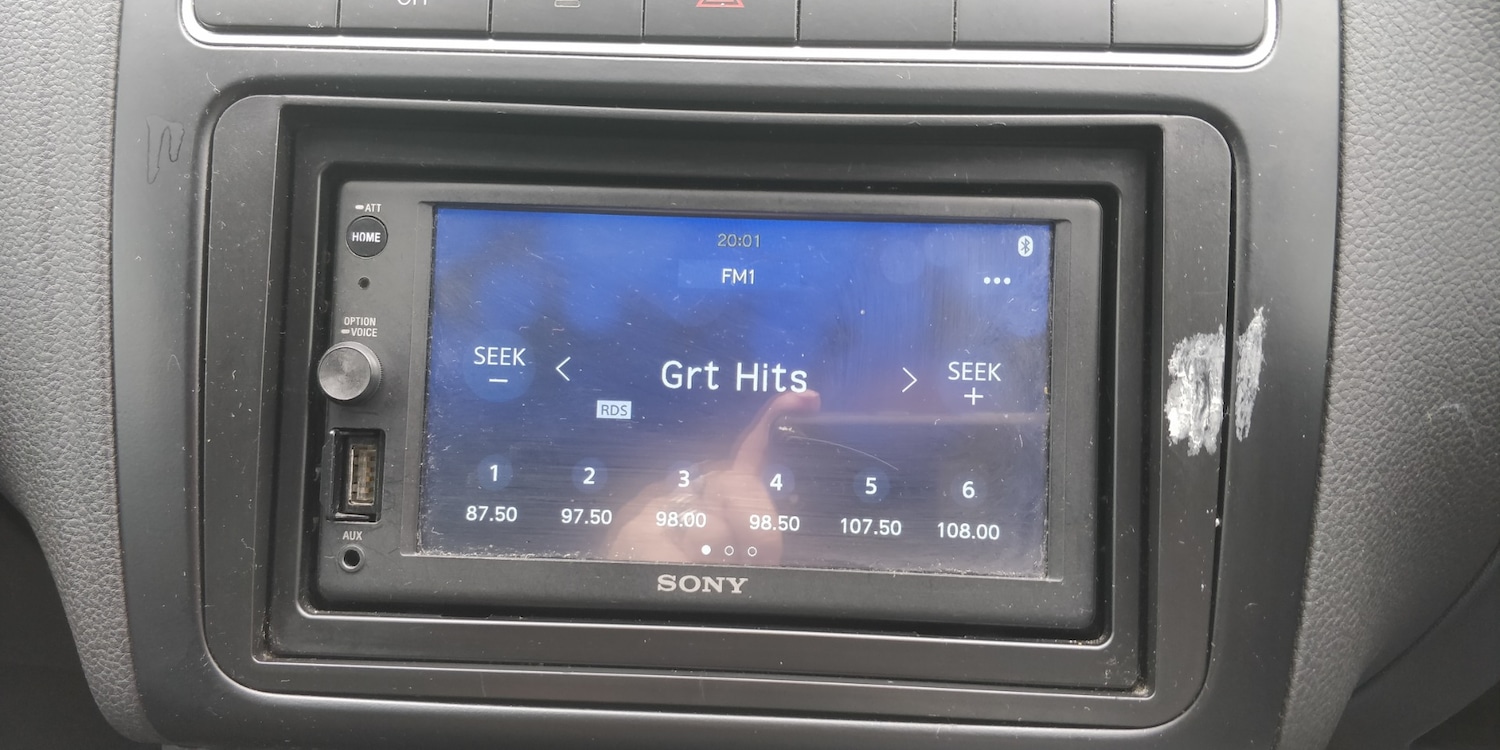 ATT
HOME
20:01
FM1
OPTION
VOICE
SEEK
−
<
Grt Hits
>
SEEK
+
RDS
1 2 3 4 5 6
87.50 97.50 98.00 98.50 107.50 108.00
AUX
SONY